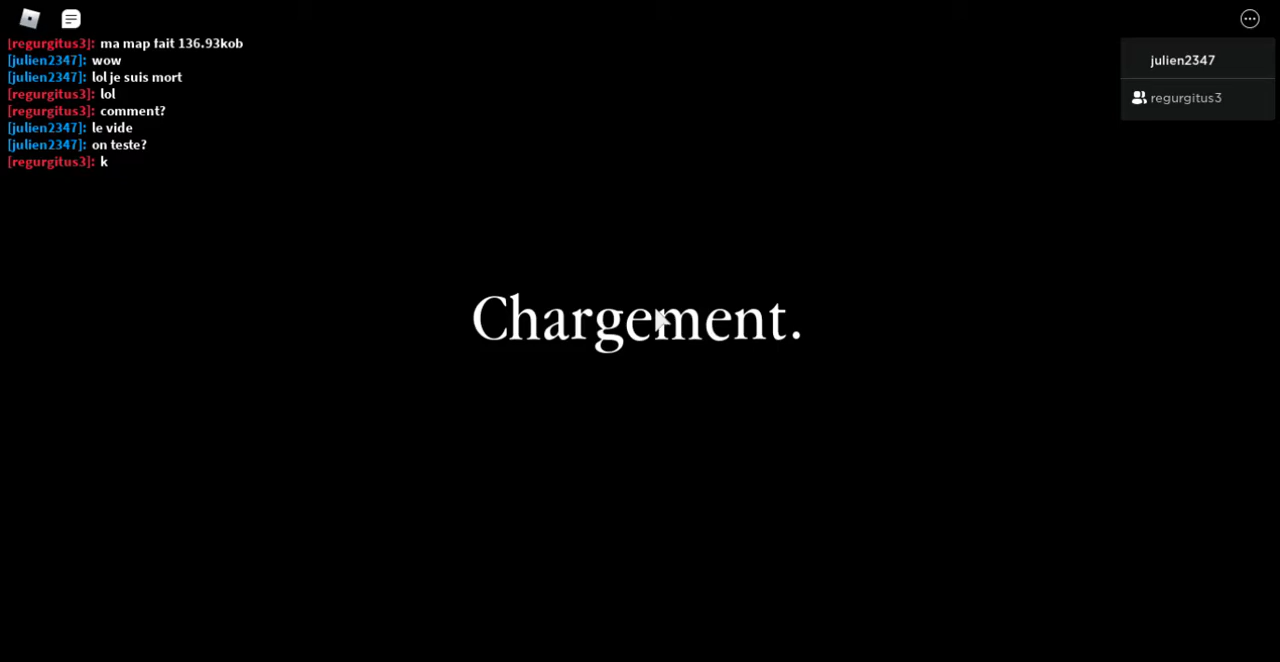 [regurgitus3]: ma map fait 136.93kob
[julien2347]: wow
[julien2347]: lol je suis mort
[regurgitus3]: lol
[regurgitus3]: comment?
[julien2347]: le vide
[julien2347]: on teste?
[regurgitus3]: k
julien2347
regurgitus3
Chargement.